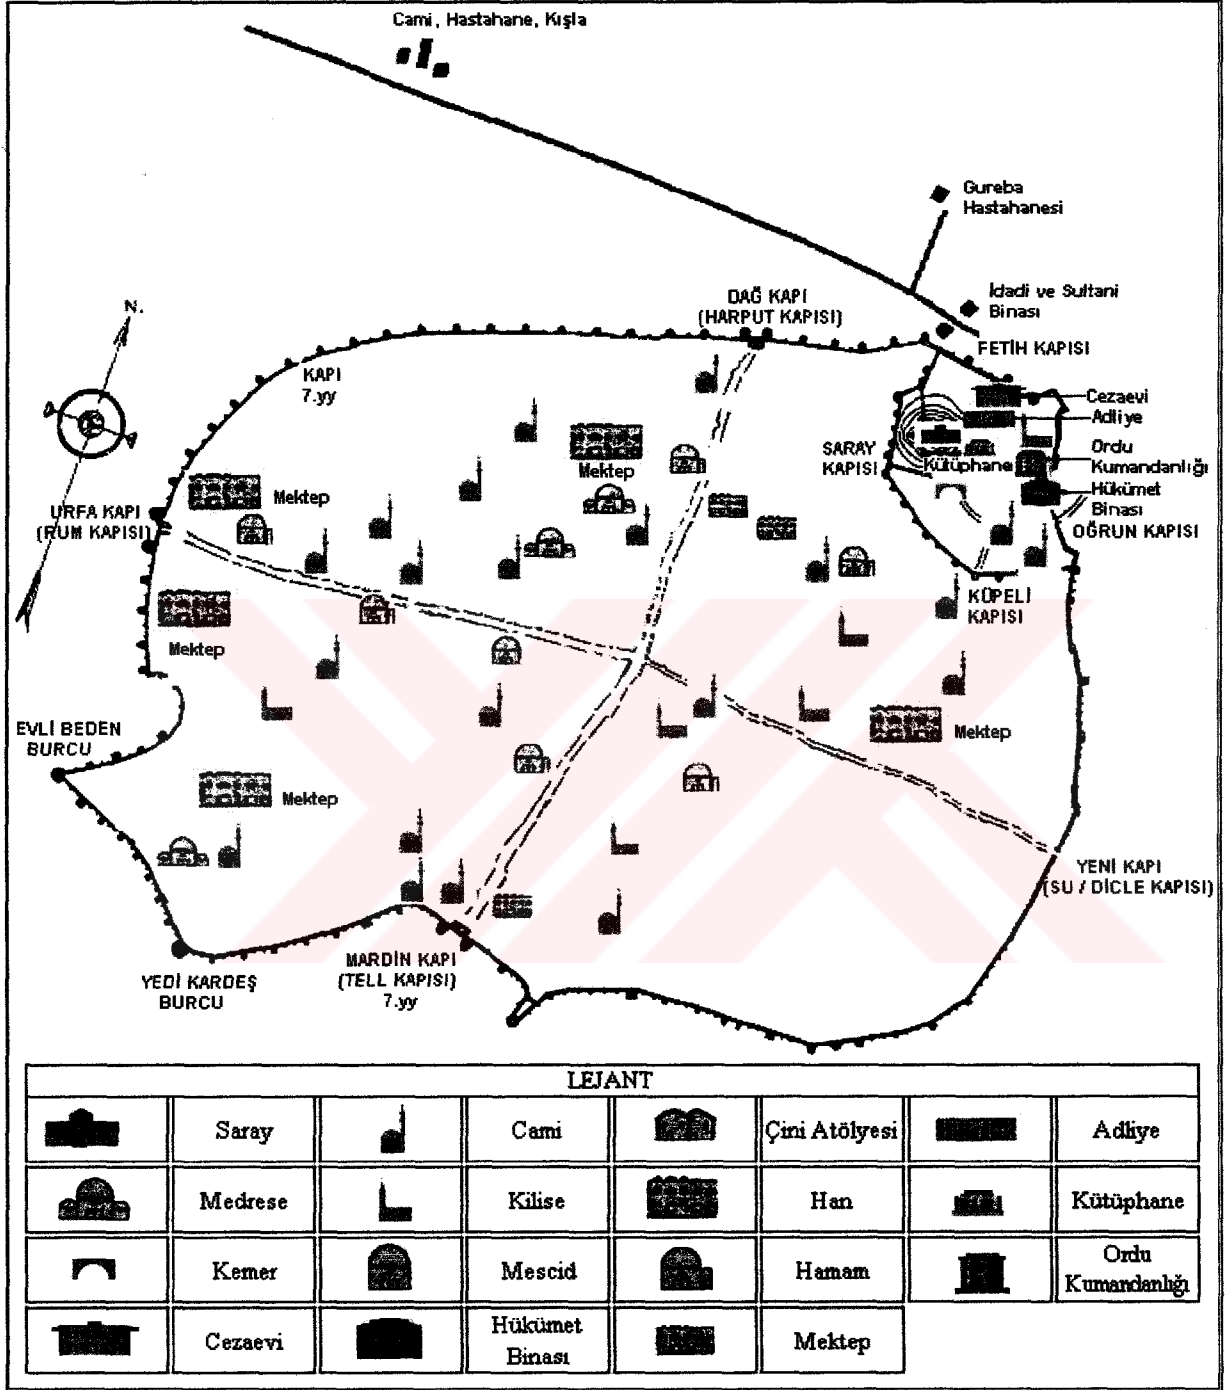 Cami, Hastahane, Kışla
Gureba
Hastahanesi
İdadi ve Sultani
Binası
DAĞ KAPI
(HARPUT KAPISI)
FETİH KAPISI
N.
KAPI
7.yy
Cezaevi
Adliye
Ordu
Kumandanlığı
SARAY
KAPISI
Kütüphane
Hükümet
Binası
OĞRUN KAPISI
Mektep
Mektep
URFA KAPI
(RUM KAPISI)
KÜPELİ
KAPISI
Mektep
EVLİ BEDEN
BURCU
Mektep
Mektep
YENİ KAPI
(SU / DİCLE KAPISI)
MARDİN KAPI
(TELL KAPISI)
7.yy
YEDİ KARDEŞ
BURCU
LEJANT
Saray
Cami
Çini Atölyesi
Adliye
Medrese
Kilise
Han
Kütüphane
Kemer
Mescid
Hamam
Ordu
Kumandanlığı
Cezaevi
Hükümet
Binası
Mektep